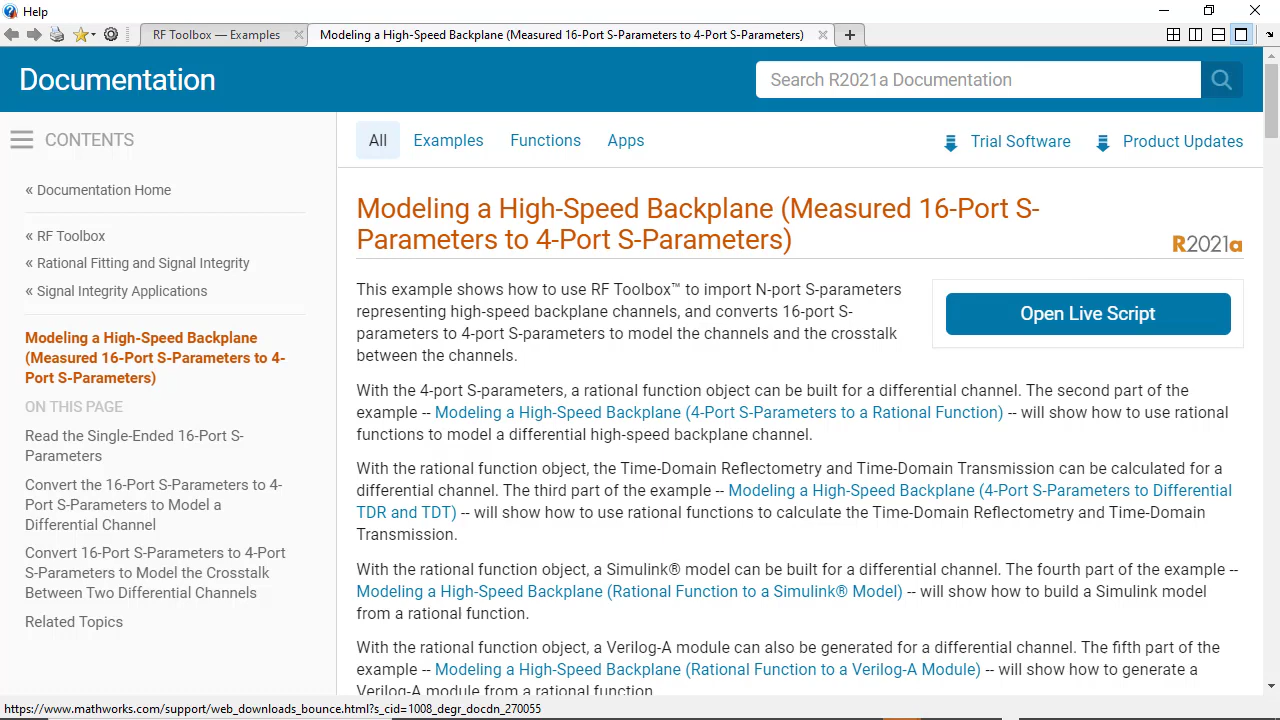 Help
RF Toolbox — Examples
Modeling a High-Speed Backplane (Measured 16-Port S-Parameters to 4-Port S-Parameters)
Documentation
Search R2021a Documentation
CONTENTS
« Documentation Home
« RF Toolbox
« Rational Fitting and Signal Integrity
« Signal Integrity Applications
Modeling a High-Speed Backplane
(Measured 16-Port S-Parameters to 4-
Port S-Parameters)
ON THIS PAGE
Read the Single-Ended 16-Port S-
Parameters
Convert the 16-Port S-Parameters to 4-
Port S-Parameters to Model a
Differential Channel
Convert 16-Port S-Parameters to 4-Port
S-Parameters to Model the Crosstalk
Between Two Differential Channels
Related Topics
All Examples Functions Apps
Trial Software Product Updates
Modeling a High-Speed Backplane (Measured 16-Port S-
Parameters to 4-Port S-Parameters)
R2021a
This example shows how to use RF Toolbox™ to import N-port S-parameters
representing high-speed backplane channels, and converts 16-port S-
parameters to 4-port S-parameters to model the channels and the crosstalk
between the channels.
Open Live Script
With the 4-port S-parameters, a rational function object can be built for a differential channel. The second part of the
example -- Modeling a High-Speed Backplane (4-Port S-Parameters to a Rational Function) -- will show how to use rational
functions to model a differential high-speed backplane channel.
With the rational function object, the Time-Domain Reflectometry and Time-Domain Transmission can be calculated for a
differential channel. The third part of the example -- Modeling a High-Speed Backplane (4-Port S-Parameters to Differential
TDR and TDT) -- will show how to use rational functions to calculate the Time-Domain Reflectometry and Time-Domain
Transmission.
With the rational function object, a Simulink® model can be built for a differential channel. The fourth part of the example --
Modeling a High-Speed Backplane (Rational Function to a Simulink® Model) -- will show how to build a Simulink model
from a rational function.
With the rational function object, a Verilog-A module can also be generated for a differential channel. The fifth part of the
example -- Modeling a High-Speed Backplane (Rational Function to a Verilog-A Module) -- will show how to generate a
Verilog-A module from a rational function.
https://www.mathworks.com/support/web_downloads_bounce.html?s_cid=1008_degr_docdn_270055